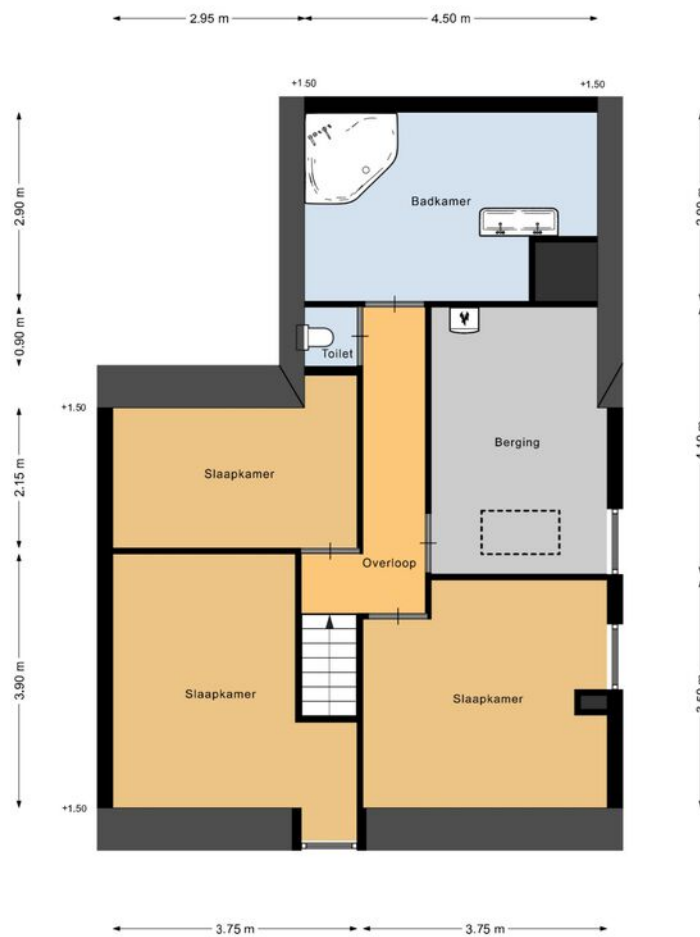 2.95 m
4.50 m
+1.50
+1.50
2.90 m
Badkamer
0.90 m
Toilet
+1.50
Berging
2.15 m
Slaapkamer
Overloop
3.90 m
Slaapkamer
Slaapkamer
+1.50
3.75 m
3.75 m